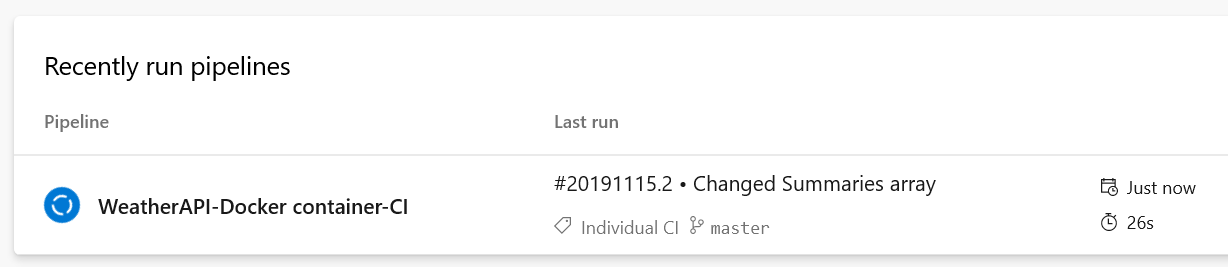 Recently run pipelines
Pipeline Last run
#20191115.2 • Changed Summaries array
Just now
WeatherAPI-Docker container-CI
Individual CI master
26s